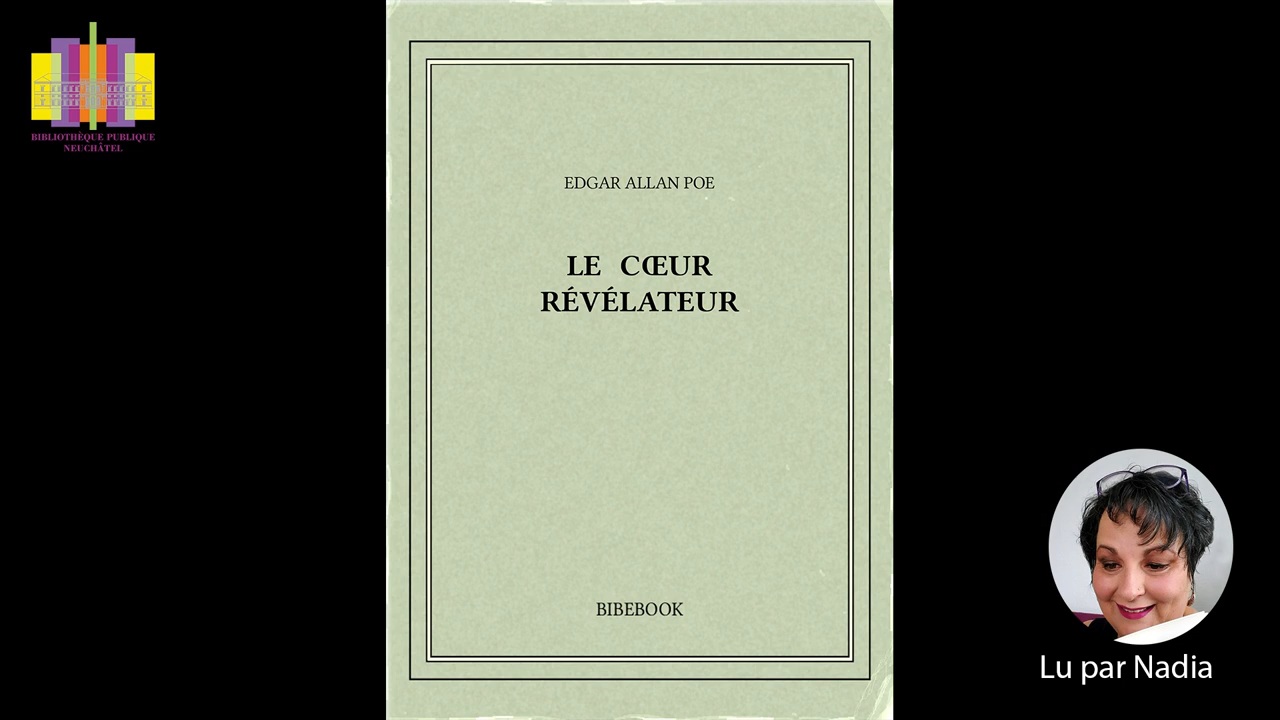 BIBLIOTHÈQUE PUBLIQUE
NEUCHÂTEL
EDGAR ALLAN POE
LE CŒUR
RÉVÉLATEUR
BIBEBOOK
Lu par Nadia